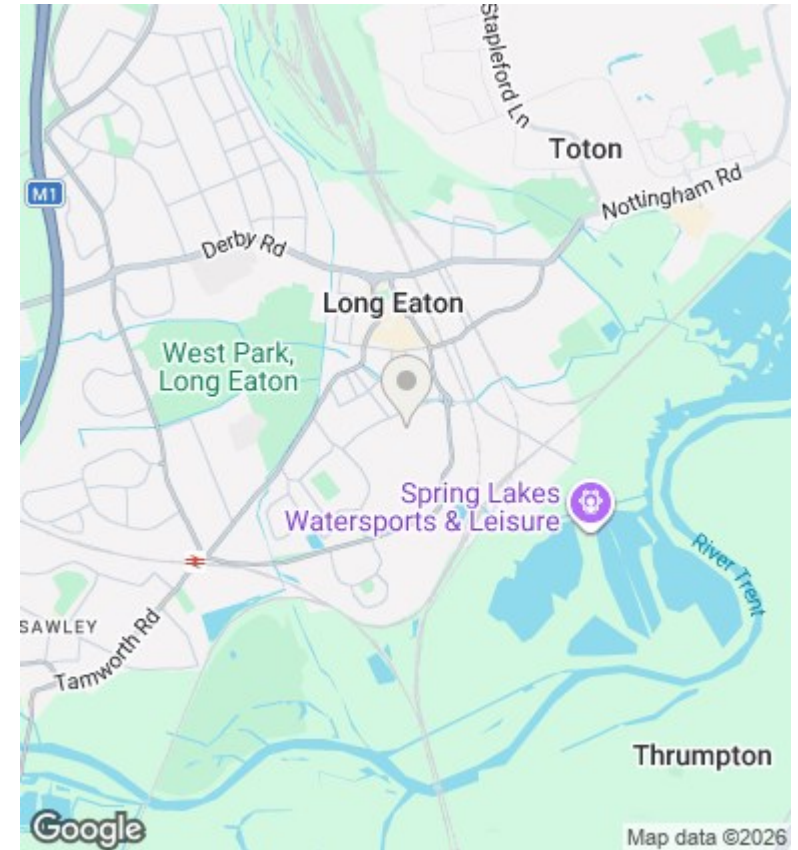 Stapleford Ln
Toton
M1
Nottingham Rd
Derby Rd
Long Eaton
West Park,
Long Eaton
Spring Lakes
Watersports & Leisure
River Trent
SAWLEY
Tamworth Rd
Thrumpton
Google
Map data ©2026